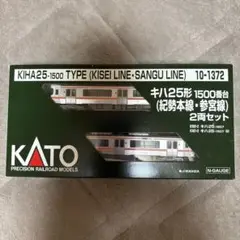 KIHA25-1500 TYPE (KISEI LINE・SANGU LINE) 10-1372
キハ25形 1500番台
(紀勢本線・参宮線)
2両セット
KATO
PRECISION RAILROAD MODELS
N-GAUGE